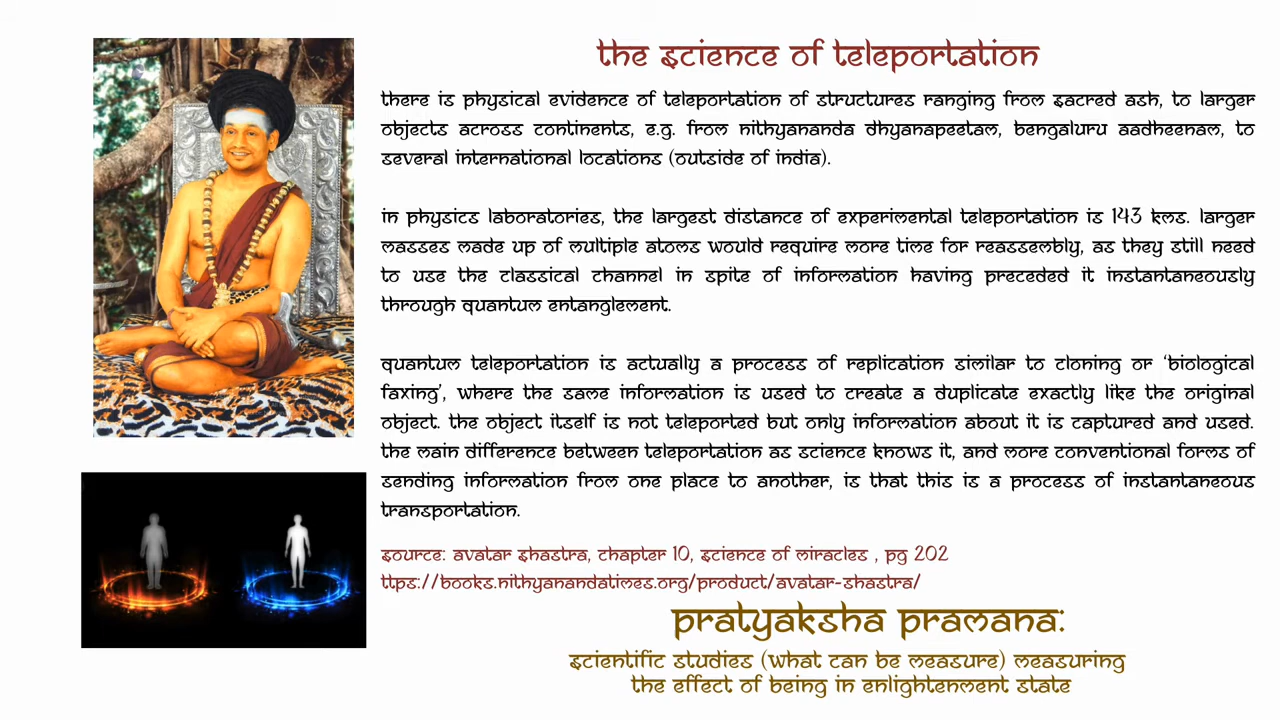 the science of teleportation
there is physical evidence of teleportation of structures ranging from sacred ash, to larger
objects across continents, e.g. from nithyananda dhyanapeetam, bengaluru aadheenam, to
several international locations (outside of india).
in physics laboratories, the largest distance of experimental teleportation is 143 kms. larger
masses made up of multiple atoms would require more time for reassembly, as they still need
to use the classical channel in spite of information having preceded it instantaneously
through quantum entanglement.
quantum teleportation is actually a process of replication similar to cloning or ‘biological
faxing’, where the same information is used to create a duplicate exactly like the original
object. the object itself is not teleported but only information about it is captured and used.
the main difference between teleportation as science knows it, and more conventional forms of
sending information from one place to another, is that this is a process of instantaneous
transportation.
source: avatar shastra, chapter 10, science of miracles , pg 202
ttps://books.nithyanandatimes.org/product/avatar-shastra/
pratyaksha pramana:
scientific studies (what can be measure) measuring
the effect of being in enlightenment state